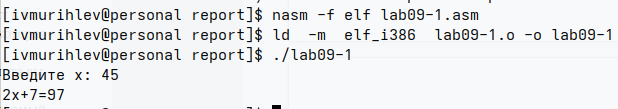 [ivmurihlev@personal report]$ nasm -f elf lab09-1.asm
[ivmurihlev@personal report]$ ld  -m  elf_i386  lab09-1.o -o lab09-1
[ivmurihlev@personal report]$ ./lab09-1
Введите x: 45
2x+7=97